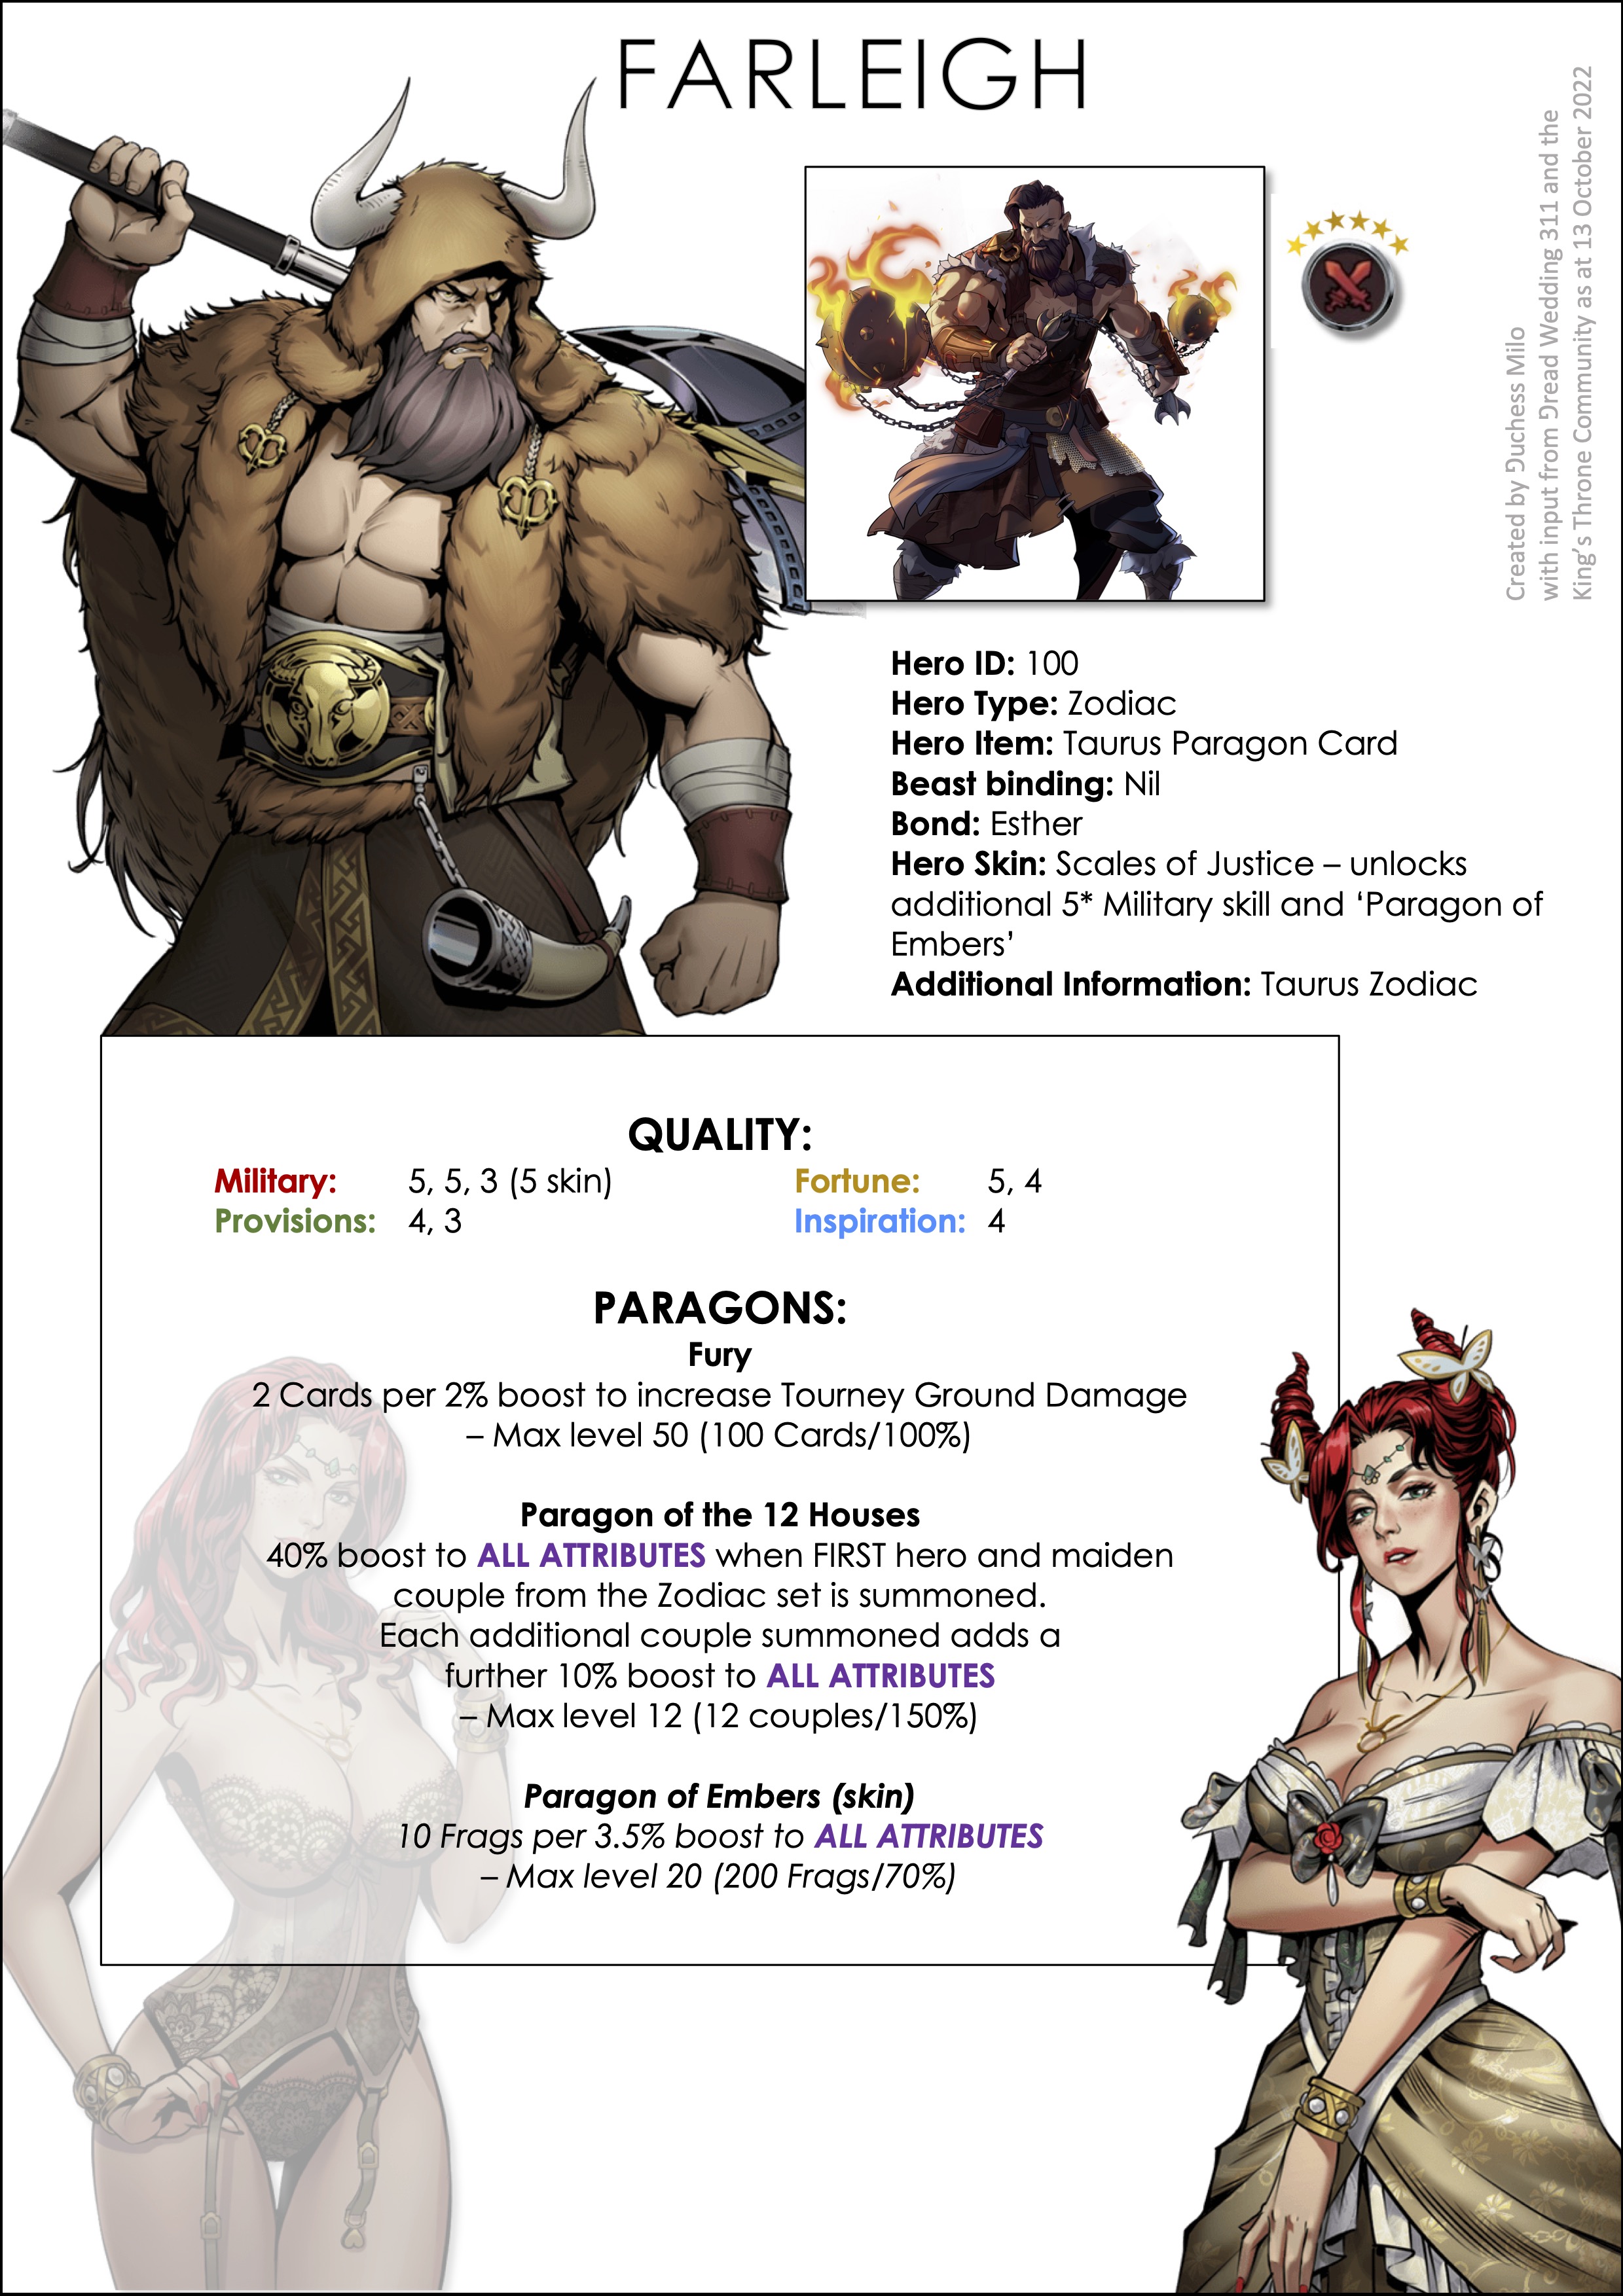 FARLEIGH
Created by Duchess Milo
with input from Dread Wedding 311 and the
King's Throne Community as at 13 October 2022
Hero ID: 100
Hero Type: Zodiac
Hero Item: Taurus Paragon Card
Beast binding: Nil
Bond: Esther
Hero Skin: Scales of Justice – unlocks
additional 5* Military skill and ‘Paragon of
Embers’
Additional Information: Taurus Zodiac
QUALITY:
Military: 5, 5, 3 (5 skin) Fortune: 5, 4
Provisions: 4, 3 Inspiration: 4
PARAGONS:
Fury
2 Cards per 2% boost to increase Tourney Ground Damage
– Max level 50 (100 Cards/100%)
Paragon of the 12 Houses
40% boost to ALL ATTRIBUTES when FIRST hero and maiden
couple from the Zodiac set is summoned.
Each additional couple summoned adds a
further 10% boost to ALL ATTRIBUTES
– Max level 12 (12 couples/150%)
Paragon of Embers (skin)
10 Frags per 3.5% boost to ALL ATTRIBUTES
– Max level 20 (200 Frags/70%)